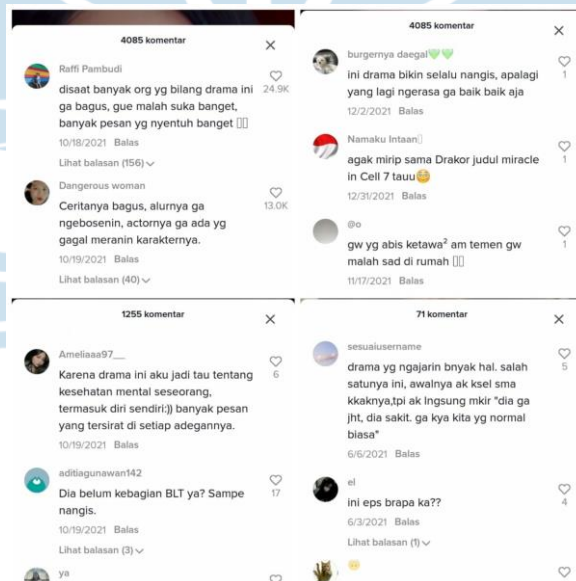 4085 komentar
Raffi Pambudi
disaat banyak org yg bilang drama ini
ga bagus, gue malah suka banget,
banyak pesan yg nyentuh banget
24.9K
10/18/2021 Balas
Lihat balasan (156)
Dangerous woman
Ceritanya bagus, alurnya ga
ngebosenin, actornya ga ada yg
gagal meranin karakternya.
13.0K
10/19/2021 Balas
Lihat balasan (40)
4085 komentar
burgernya daegal💚💚
ini drama bikin selalu nangis, apalagi
yang lagi ngerasa ga baik baik aja
1
12/2/2021 Balas
Namaku Intaan
agak mirip sama Drakor judul miracle
in Cell 7 tauu
1
12/31/2021 Balas
@o
gw yg abis ketawa² am temen gw
malah sad di rumah
1
11/17/2021 Balas
1255 komentar
Ameliaaa97__
Karena drama ini aku jadi tau tentang
kesehatan mental seseorang,
termasuk diri sendiri:)) banyak pesan
yang tersirat di setiap adegannya.
6
10/19/2021 Balas
aditiagunawan142
Dia belum kebagian BLT ya? Sampe
nangis.
17
10/19/2021 Balas
Lihat balasan (3)
ya
71 komentar
sesuaiusername
drama yg ngajarin bnyak hal. salah
satunya ini, awalnya ak ksel sma
kkaknya,tpi ak lngsung mkir "dia ga
jht, dia sakit. ga kya kita yg normal
biasa"
5
6/6/2021 Balas
el
ini eps brapa ka??
4
6/3/2021 Balas
Lihat balasan (1)